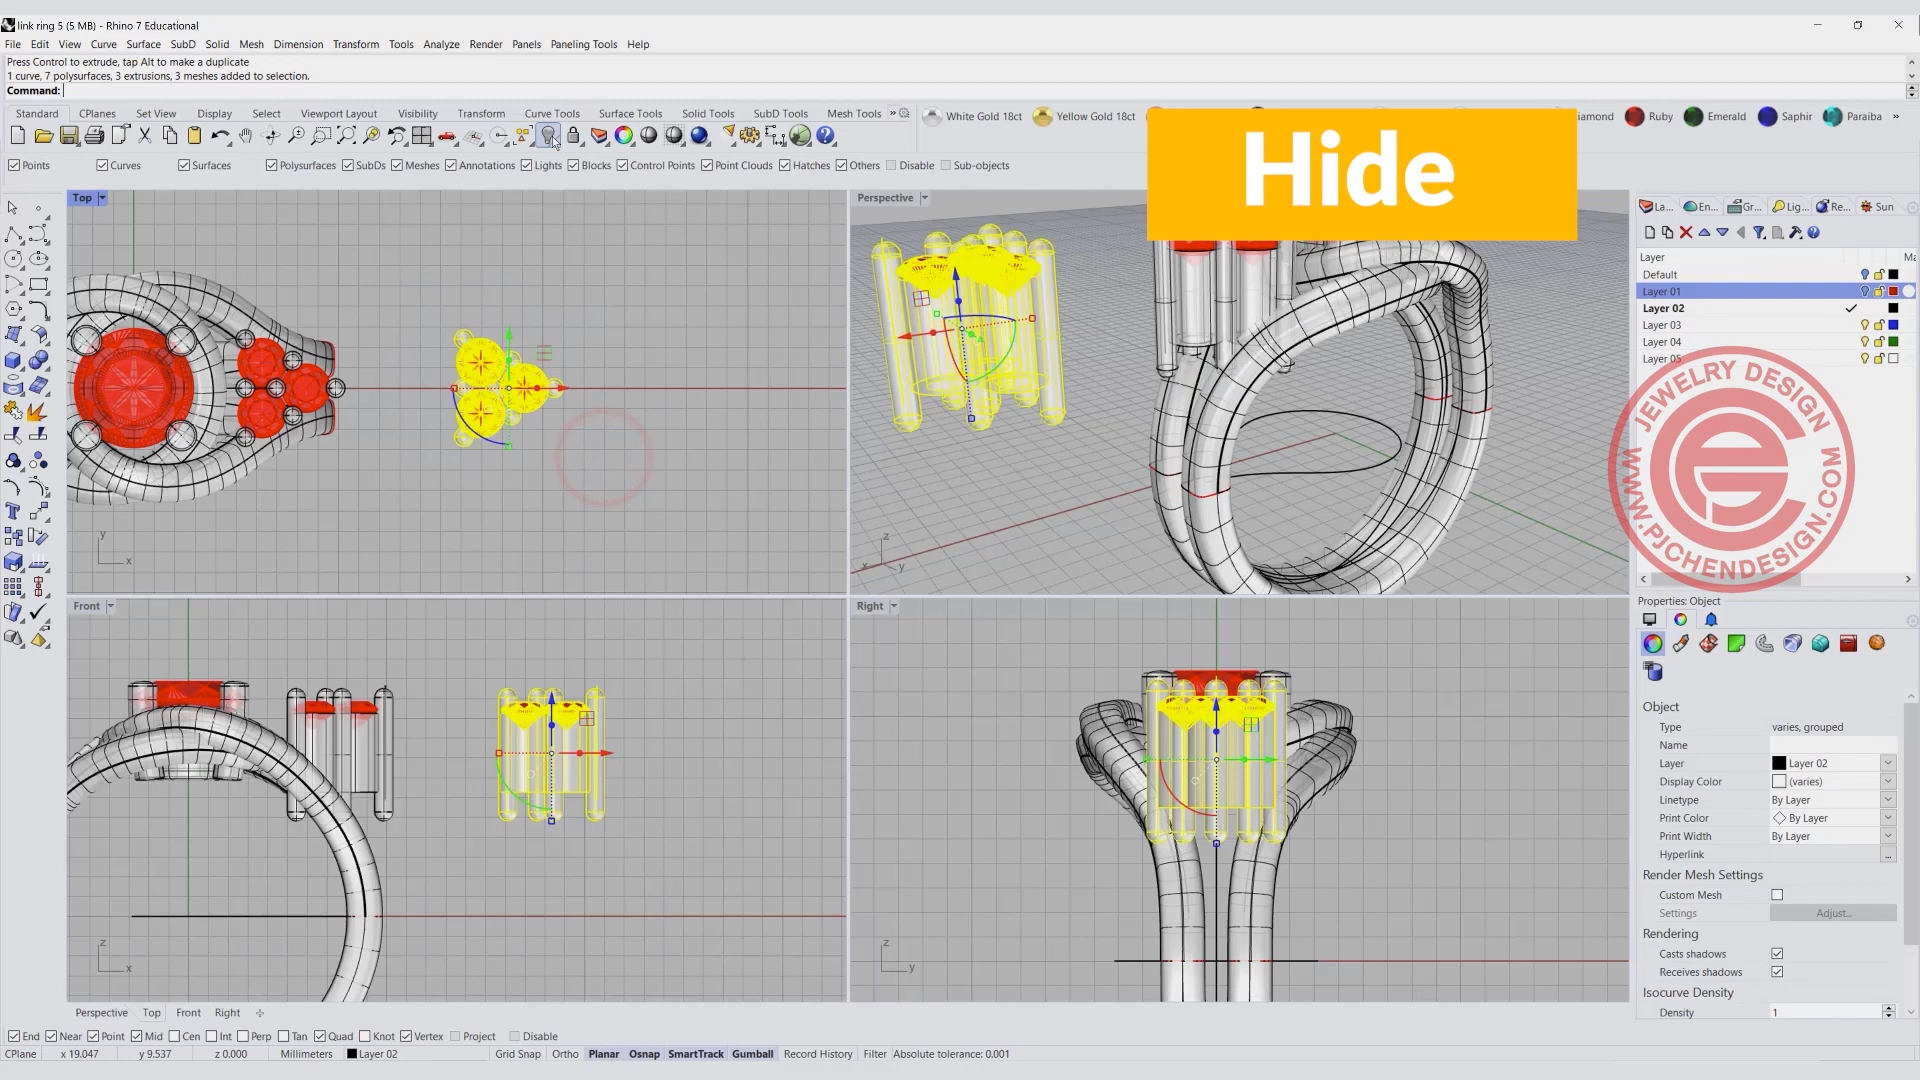 link ring 5 (5 MB) - Rhino 7 Educational
File Edit View Curve Surface SubD Solid Mesh Dimension Transform Tools Analyze Render Panels Paneling Tools Help
Press Control to extrude, tap Alt to make a duplicate
1 curve, 7 polysurfaces, 3 extrusions, 3 meshes added to selection.
Command:
Standard CPlanes Set View Display Select Viewport Layout Visibility Transform Curve Tools Surface Tools Solid Tools SubD Tools Mesh Tools »
White Gold 18ct Yellow Gold 18ct Ruby Emerald Saphir Paraiba »
Hide
Points Curves Surfaces Polysurfaces SubDs Meshes Annotations Lights Blocks Control Points Point Clouds Hatches Others Disable Sub-objects
Top
Perspective
La... En... Gr... Lig... Re... Sun
Layer Ma
Default
Layer 01
Layer 02
Layer 03
Layer 04
Layer 05
JEWELRY DESIGN
WWW.PJCHENDESIGN.COM
y
x
z
x
y
Front
Right
z
x
z
y
Properties: Object
Object
Type varies, grouped
Name
Layer Layer 02
Display Color (varies)
Linetype By Layer
Print Color By Layer
Print Width By Layer
Hyperlink ...
Render Mesh Settings
Custom Mesh
Settings Adjust...
Rendering
Casts shadows
Receives shadows
Isocurve Density
Density 1
Perspective Top Front Right
End Near Point Mid Cen Int Perp Tan Quad Knot Vertex Project Disable
CPlane x 19.047 y 9.537 z 0.000 Millimeters Layer 02 Grid Snap Ortho Planar Osnap SmartTrack Gumball Record History Filter Absolute tolerance: 0.001